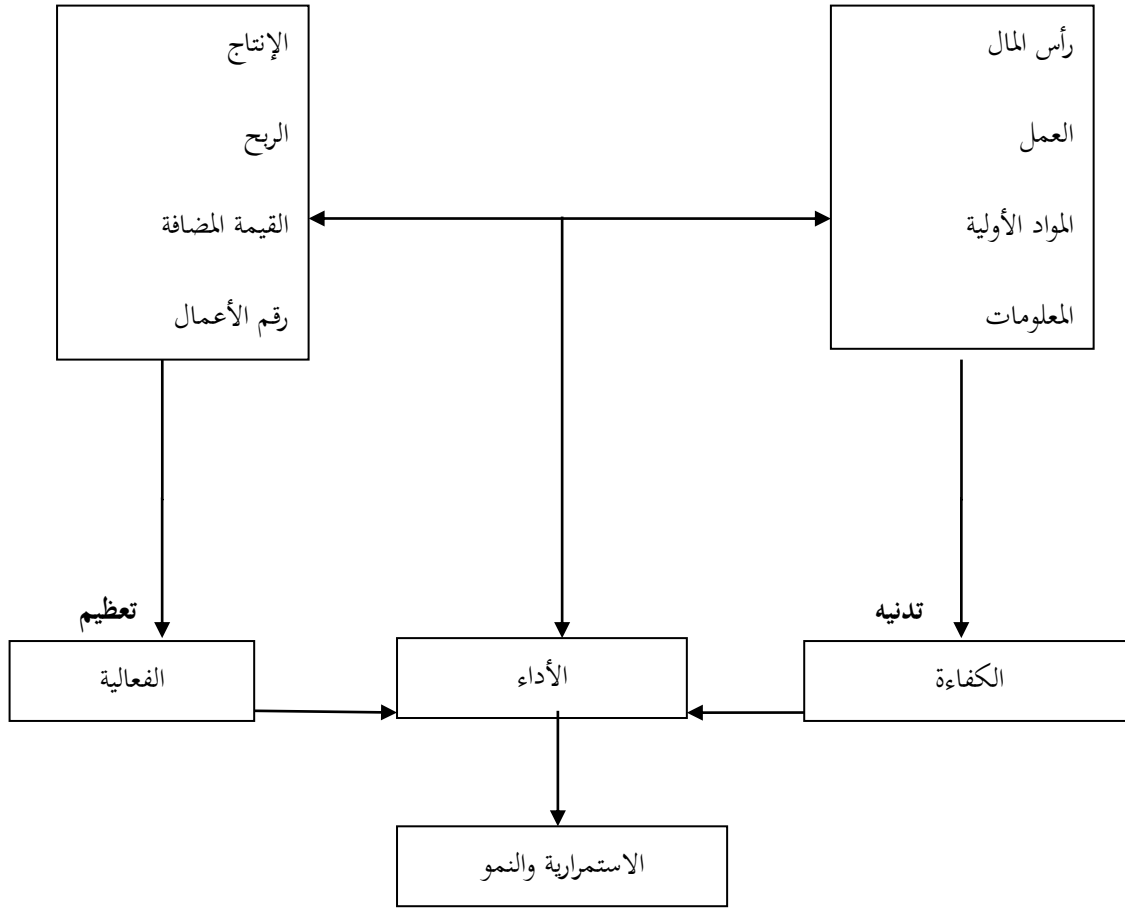 رأس المال
العمل
المواد الأولية
المعلومات
الإنتاج
الربح
القيمة المضافة
رقم الأعمال
تدنيه
تعظيم
الكفاءة
الأداء
الفعالية
الاستمرارية والنمو